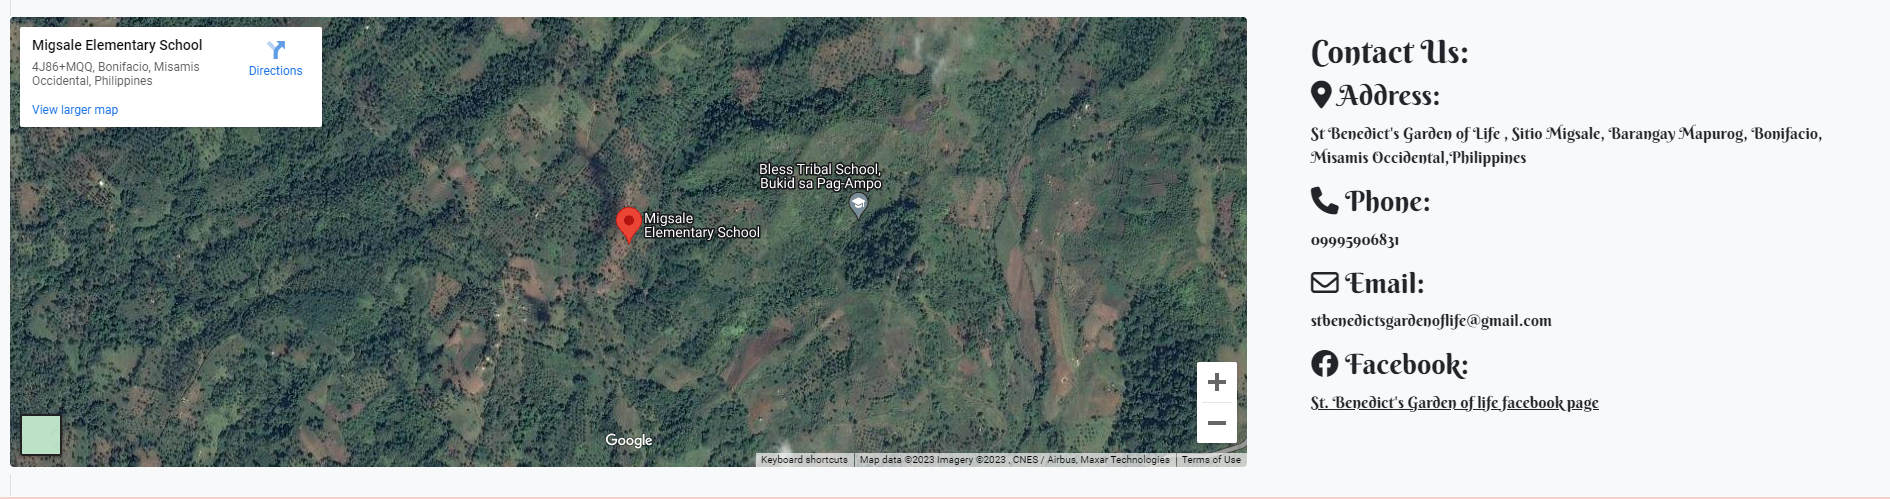 Migsale Elementary School
4J86+MQQ, Bonifacio, Misamis
Occidental, Philippines
Directions
View larger map
Bless Tribal School,
Bukid sa Pag-Ampo
Migsale
Elementary School
Google
Keyboard shortcuts
Map data ©2023 Imagery ©2023 , CNES / Airbus, Maxar Technologies
Terms of Use
Contact Us:
Address:
St Benedict's Garden of Life , Sitio Migsale, Barangay Mapurog, Bonifacio,
Misamis Occidental,Philippines
Phone:
09995906831
Email:
stbenedictsgardenoflife@gmail.com
Facebook:
St. Benedict's Garden of life facebook page